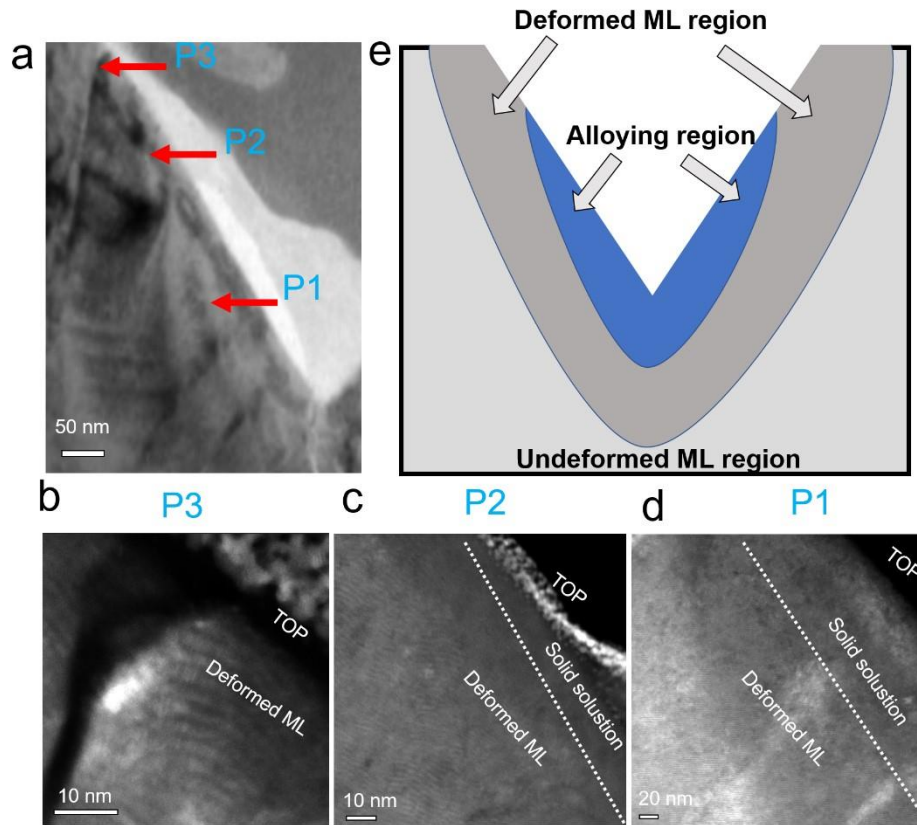 a
P3
P2
P1
50 nm
e
Deformed ML region
Alloying region
Undeformed ML region
b
P3
TOP
Deformed ML
10 nm
c
P2
TOP
Solid solustion
Deformed ML
10 nm
d
P1
TOP
Solid solustion
Deformed ML
20 nm